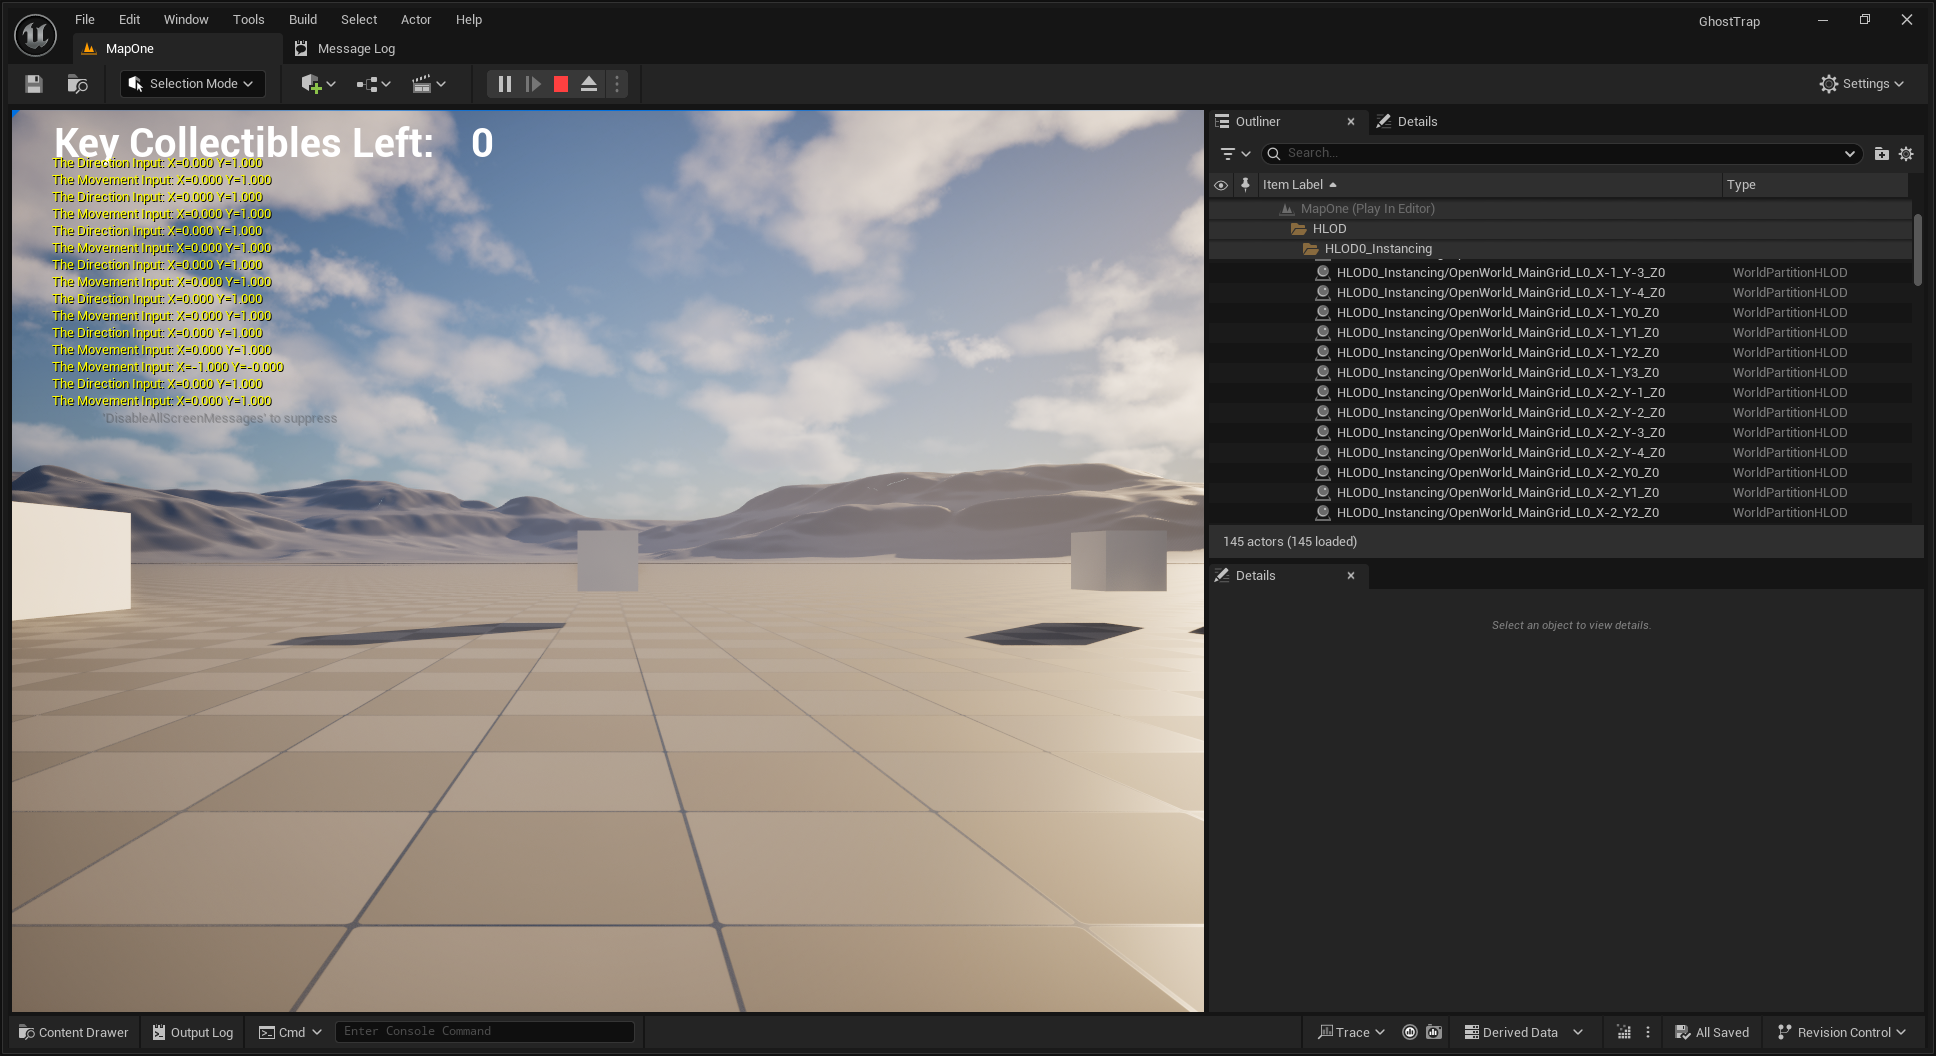 File Edit Window Tools Build Select Actor Help
GhostTrap
MapOne
Message Log
Selection Mode
Settings
Key Collectibles Left: 0
The Direction Input: X=0.000 Y=1.000
The Movement Input: X=0.000 Y=1.000
The Direction Input: X=0.000 Y=1.000
The Movement Input: X=0.000 Y=1.000
The Direction Input: X=0.000 Y=1.000
The Movement Input: X=0.000 Y=1.000
The Direction Input: X=0.000 Y=1.000
The Movement Input: X=0.000 Y=1.000
The Direction Input: X=0.000 Y=1.000
The Movement Input: X=0.000 Y=1.000
The Direction Input: X=0.000 Y=1.000
The Movement Input: X=0.000 Y=1.000
The Movement Input: X=-1.000 Y=-0.000
The Direction Input: X=0.000 Y=1.000
The Movement Input: X=0.000 Y=1.000
'DisableAllScreenMessages' to suppress
Outliner
Details
Search...
Item Label Type
MapOne (Play In Editor)
HLOD
HLOD0_Instancing
HLOD0_Instancing/OpenWorld_MainGrid_L0_X-1_Y-3_Z0 WorldPartitionHLOD
HLOD0_Instancing/OpenWorld_MainGrid_L0_X-1_Y-4_Z0 WorldPartitionHLOD
HLOD0_Instancing/OpenWorld_MainGrid_L0_X-1_Y0_Z0 WorldPartitionHLOD
HLOD0_Instancing/OpenWorld_MainGrid_L0_X-1_Y1_Z0 WorldPartitionHLOD
HLOD0_Instancing/OpenWorld_MainGrid_L0_X-1_Y2_Z0 WorldPartitionHLOD
HLOD0_Instancing/OpenWorld_MainGrid_L0_X-1_Y3_Z0 WorldPartitionHLOD
HLOD0_Instancing/OpenWorld_MainGrid_L0_X-2_Y-1_Z0 WorldPartitionHLOD
HLOD0_Instancing/OpenWorld_MainGrid_L0_X-2_Y-2_Z0 WorldPartitionHLOD
HLOD0_Instancing/OpenWorld_MainGrid_L0_X-2_Y-3_Z0 WorldPartitionHLOD
HLOD0_Instancing/OpenWorld_MainGrid_L0_X-2_Y-4_Z0 WorldPartitionHLOD
HLOD0_Instancing/OpenWorld_MainGrid_L0_X-2_Y0_Z0 WorldPartitionHLOD
HLOD0_Instancing/OpenWorld_MainGrid_L0_X-2_Y1_Z0 WorldPartitionHLOD
HLOD0_Instancing/OpenWorld_MainGrid_L0_X-2_Y2_Z0 WorldPartitionHLOD
145 actors (145 loaded)
Details
Select an object to view details.
Content Drawer Output Log Cmd Enter Console Command Trace Derived Data All Saved Revision Control